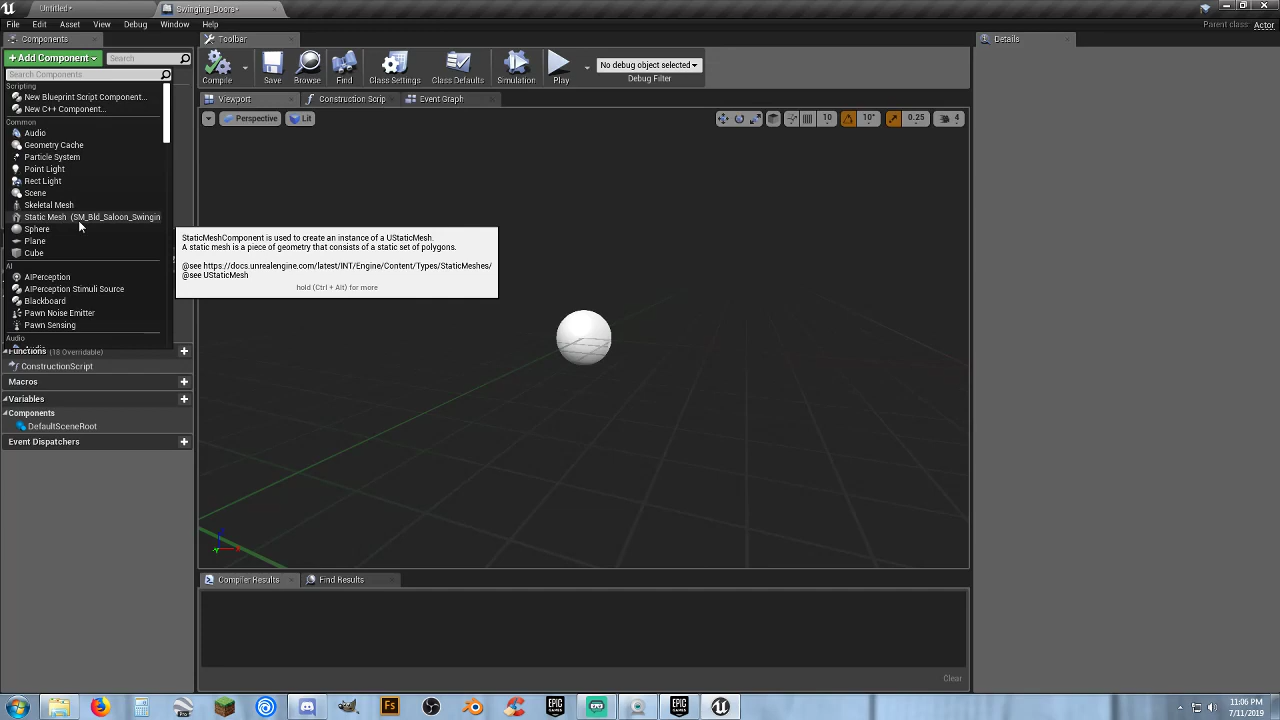 Untitled*
Swinging_Doors*
File Edit Asset View Debug Window Help
Parent class: Actor
Components
Toolbar
Details
+Add Component
Search
Search Components
Scripting
New Blueprint Script Component...
New C++ Component...
Common
Audio
Geometry Cache
Particle System
Point Light
Rect Light
Scene
Skeletal Mesh
Static Mesh (SM_Bld_Saloon_Swingin
Sphere
Plane
Cube
AI
AIPerception
AIPerception Stimuli Source
Blackboard
Pawn Noise Emitter
Pawn Sensing
Audio
Functions (18 Overridable)
ConstructionScript
Macros
Variables
Components
DefaultSceneRoot
Event Dispatchers
Compile Save Browse Find Class Settings Class Defaults Simulation Play
No debug object selected
Debug Filter
Viewport Construction Scrip Event Graph
Perspective Lit
10 10° 0.25 4
StaticMeshComponent is used to create an instance of a UStaticMesh.
A static mesh is a piece of geometry that consists of a static set of polygons.
@see https://docs.unrealengine.com/latest/INT/Engine/Content/Types/StaticMeshes/
@see UStaticMesh
hold (Ctrl + Alt) for more
Compiler Results Find Results
Clear
Fs
EPIC GAMES
EPIC GAMES
11:06 PM
7/11/2019